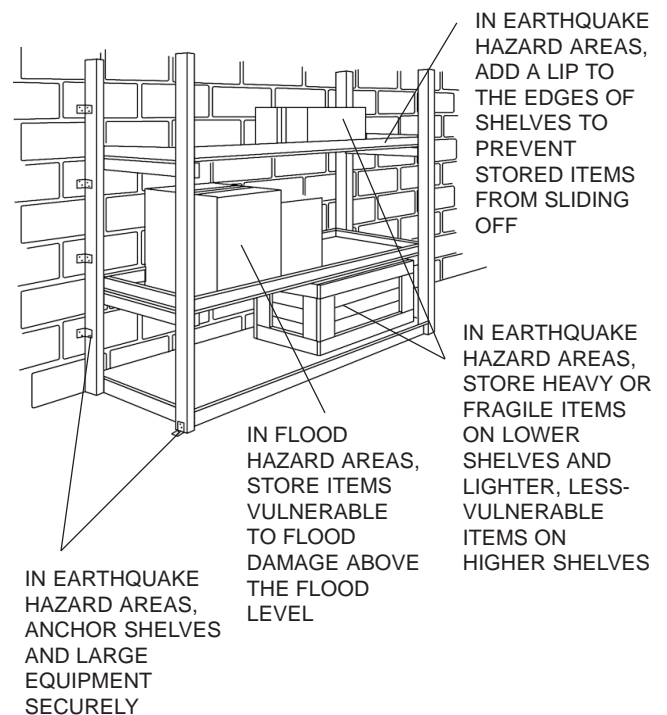 IN EARTHQUAKE
HAZARD AREAS,
ADD A LIP TO
THE EDGES OF
SHELVES TO
PREVENT
STORED ITEMS
FROM SLIDING
OFF
IN EARTHQUAKE
HAZARD AREAS,
STORE HEAVY OR
FRAGILE ITEMS
ON LOWER
SHELVES AND
LIGHTER, LESS-
VULNERABLE
ITEMS ON
HIGHER SHELVES
IN FLOOD
HAZARD AREAS,
STORE ITEMS
VULNERABLE
TO FLOOD
DAMAGE ABOVE
THE FLOOD
LEVEL
IN EARTHQUAKE
HAZARD AREAS,
ANCHOR SHELVES
AND LARGE
EQUIPMENT
SECURELY